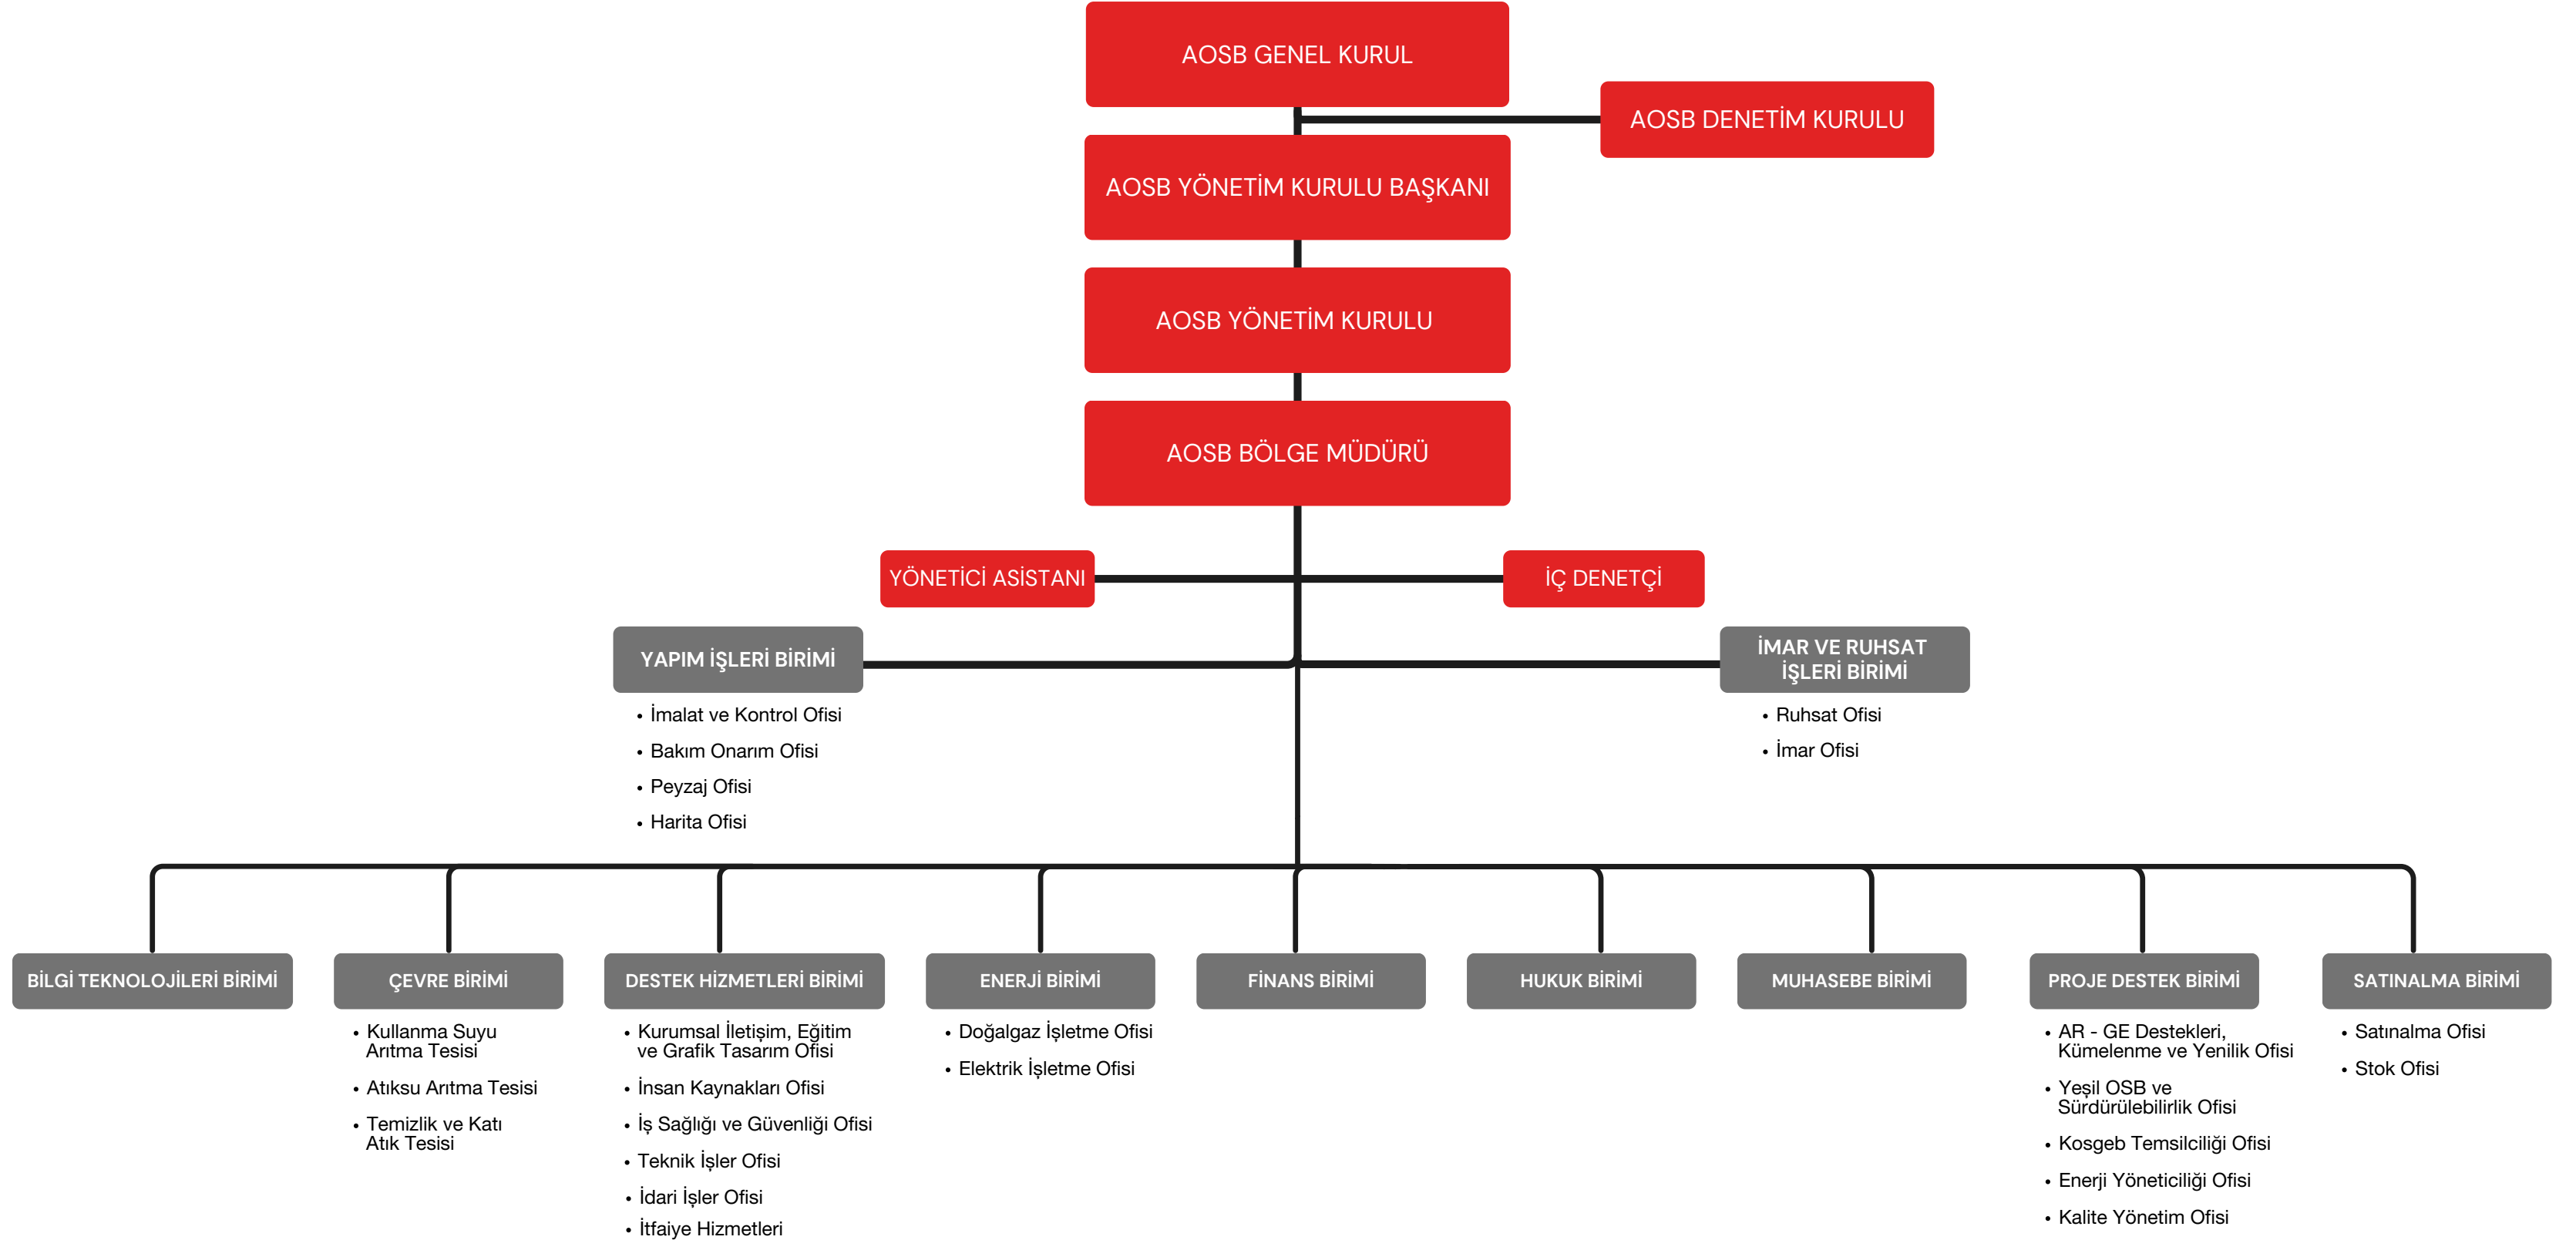 AOSB GENEL KURUL
AOSB DENETİM KURULU
AOSB YÖNETİM KURULU BAŞKANI
AOSB YÖNETİM KURULU
AOSB BÖLGE MÜDÜRÜ
YÖNETİCİ ASİSTANI
İÇ DENETÇİ
YAPIM İŞLERİ BİRİMİ
• İmalat ve Kontrol Ofisi
• Bakım Onarım Ofisi
• Peyzaj Ofisi
• Harita Ofisi
İMAR VE RUHSAT
İŞLERİ BİRİMİ
• Ruhsat Ofisi
• İmar Ofisi
BİLGİ TEKNOLOJİLERİ BİRİMİ
ÇEVRE BİRİMİ
• Kullanma Suyu
Arıtma Tesisi
• Atıksu Arıtma Tesisi
• Temizlik ve Katı
Atık Tesisi
DESTEK HİZMETLERİ BİRİMİ
• Kurumsal İletişim, Eğitim
ve Grafik Tasarım Ofisi
• İnsan Kaynakları Ofisi
• İş Sağlığı ve Güvenliği Ofisi
• Teknik İşler Ofisi
• İdari İşler Ofisi
• İtfaiye Hizmetleri
ENERJİ BİRİMİ
• Doğalgaz İşletme Ofisi
• Elektrik İşletme Ofisi
FİNANS BİRİMİ
HUKUK BİRİMİ
MUHASEBE BİRİMİ
PROJE DESTEK BİRİMİ
• AR - GE Destekleri,
Kümelenme ve Yenilik Ofisi
• Yeşil OSB ve
Sürdürülebilirlik Ofisi
• Kosgeb Temsilciliği Ofisi
• Enerji Yöneticiliği Ofisi
• Kalite Yönetim Ofisi
SATINALMA BİRİMİ
• Satınalma Ofisi
• Stok Ofisi